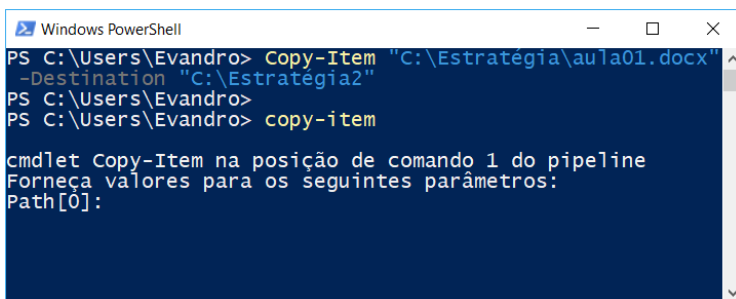 Windows PowerShell
PS C:\Users\Evandro> Copy-Item "C:\Estratégia\aula01.docx"
-Destination "C:\Estratégia2"
PS C:\Users\Evandro>
PS C:\Users\Evandro> copy-item
cmdlet Copy-Item na posição de comando 1 do pipeline
Forneça valores para os seguintes parâmetros:
Path[0]: